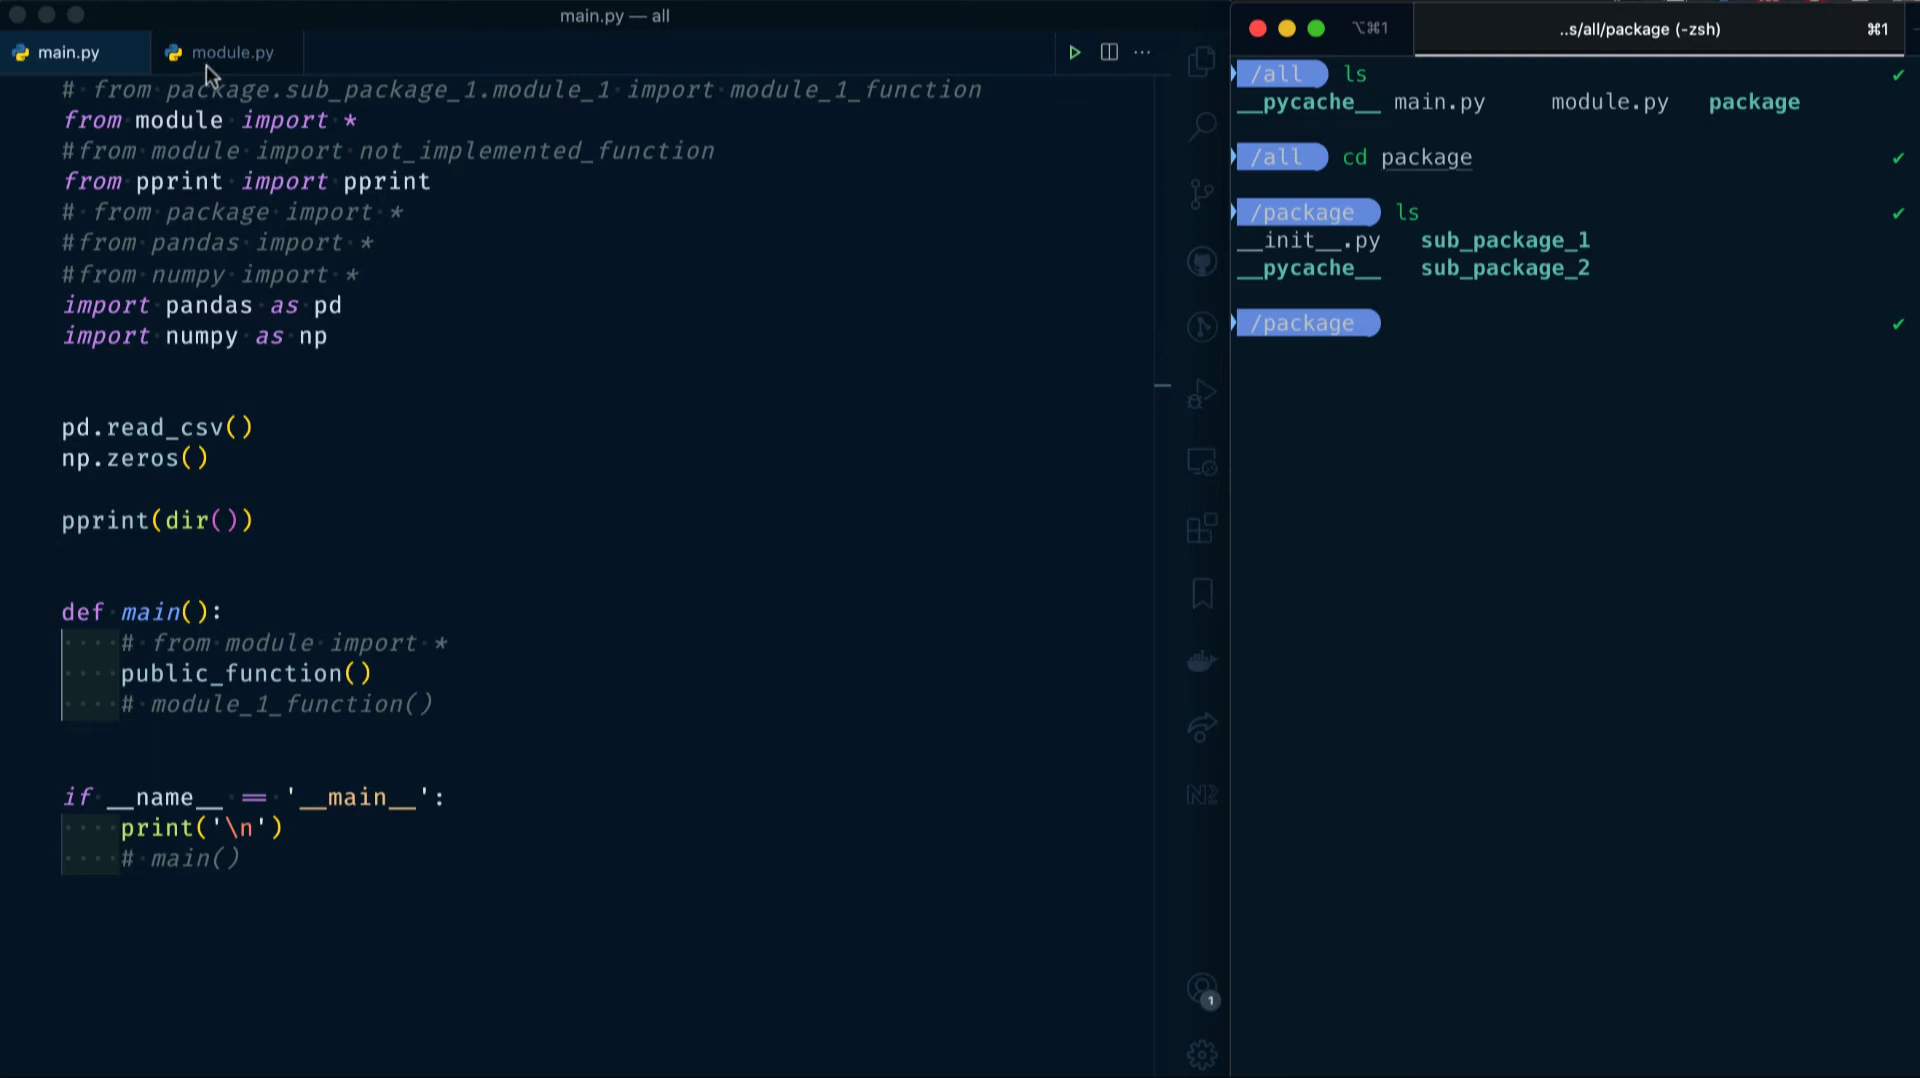 main.py — all
main.py
module.py
# from package.sub_package_1.module_1 import module_1_function
from module import *
#from module import not_implemented_function
from pprint import pprint
# from package import *
#from pandas import *
#from numpy import *
import pandas as pd
import numpy as np
pd.read_csv()
np.zeros()
pprint(dir())
def main():
# from module import *
public_function()
# module_1_function()
if __name__ == '__main__':
print('\n')
# main()
1
⌥⌘1
..s/all/package (-zsh)
⌘1
/all ls
__pycache__ main.py module.py package
/all cd package
/package ls
__init__.py sub_package_1
__pycache__ sub_package_2
/package